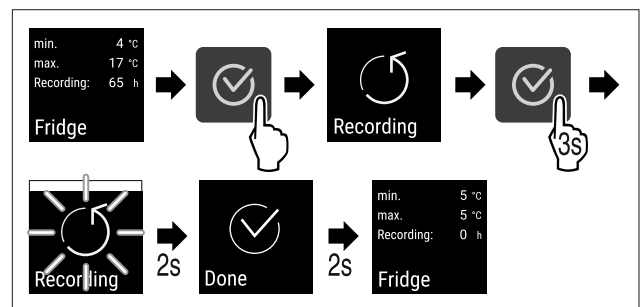 min. 4 °C
max. 17 °C
Recording: 65 h
Fridge
Recording
3s
Recording
2s
Done
2s
min. 5 °C
max. 5 °C
Recording: 0 h
Fridge